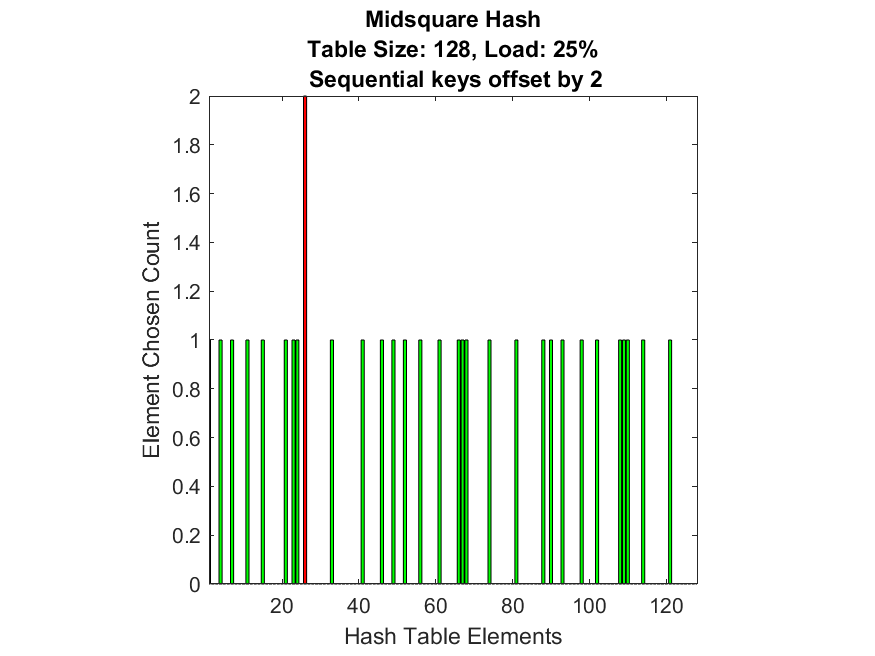 Midsquare Hash
Table Size: 128, Load: 25%
Sequential keys offset by 2
2
1.8
1.6
1.4
1.2
1
0.8
0.6
0.4
0.2
0
Element Chosen Count
20 40 60 80 100 120
Hash Table Elements